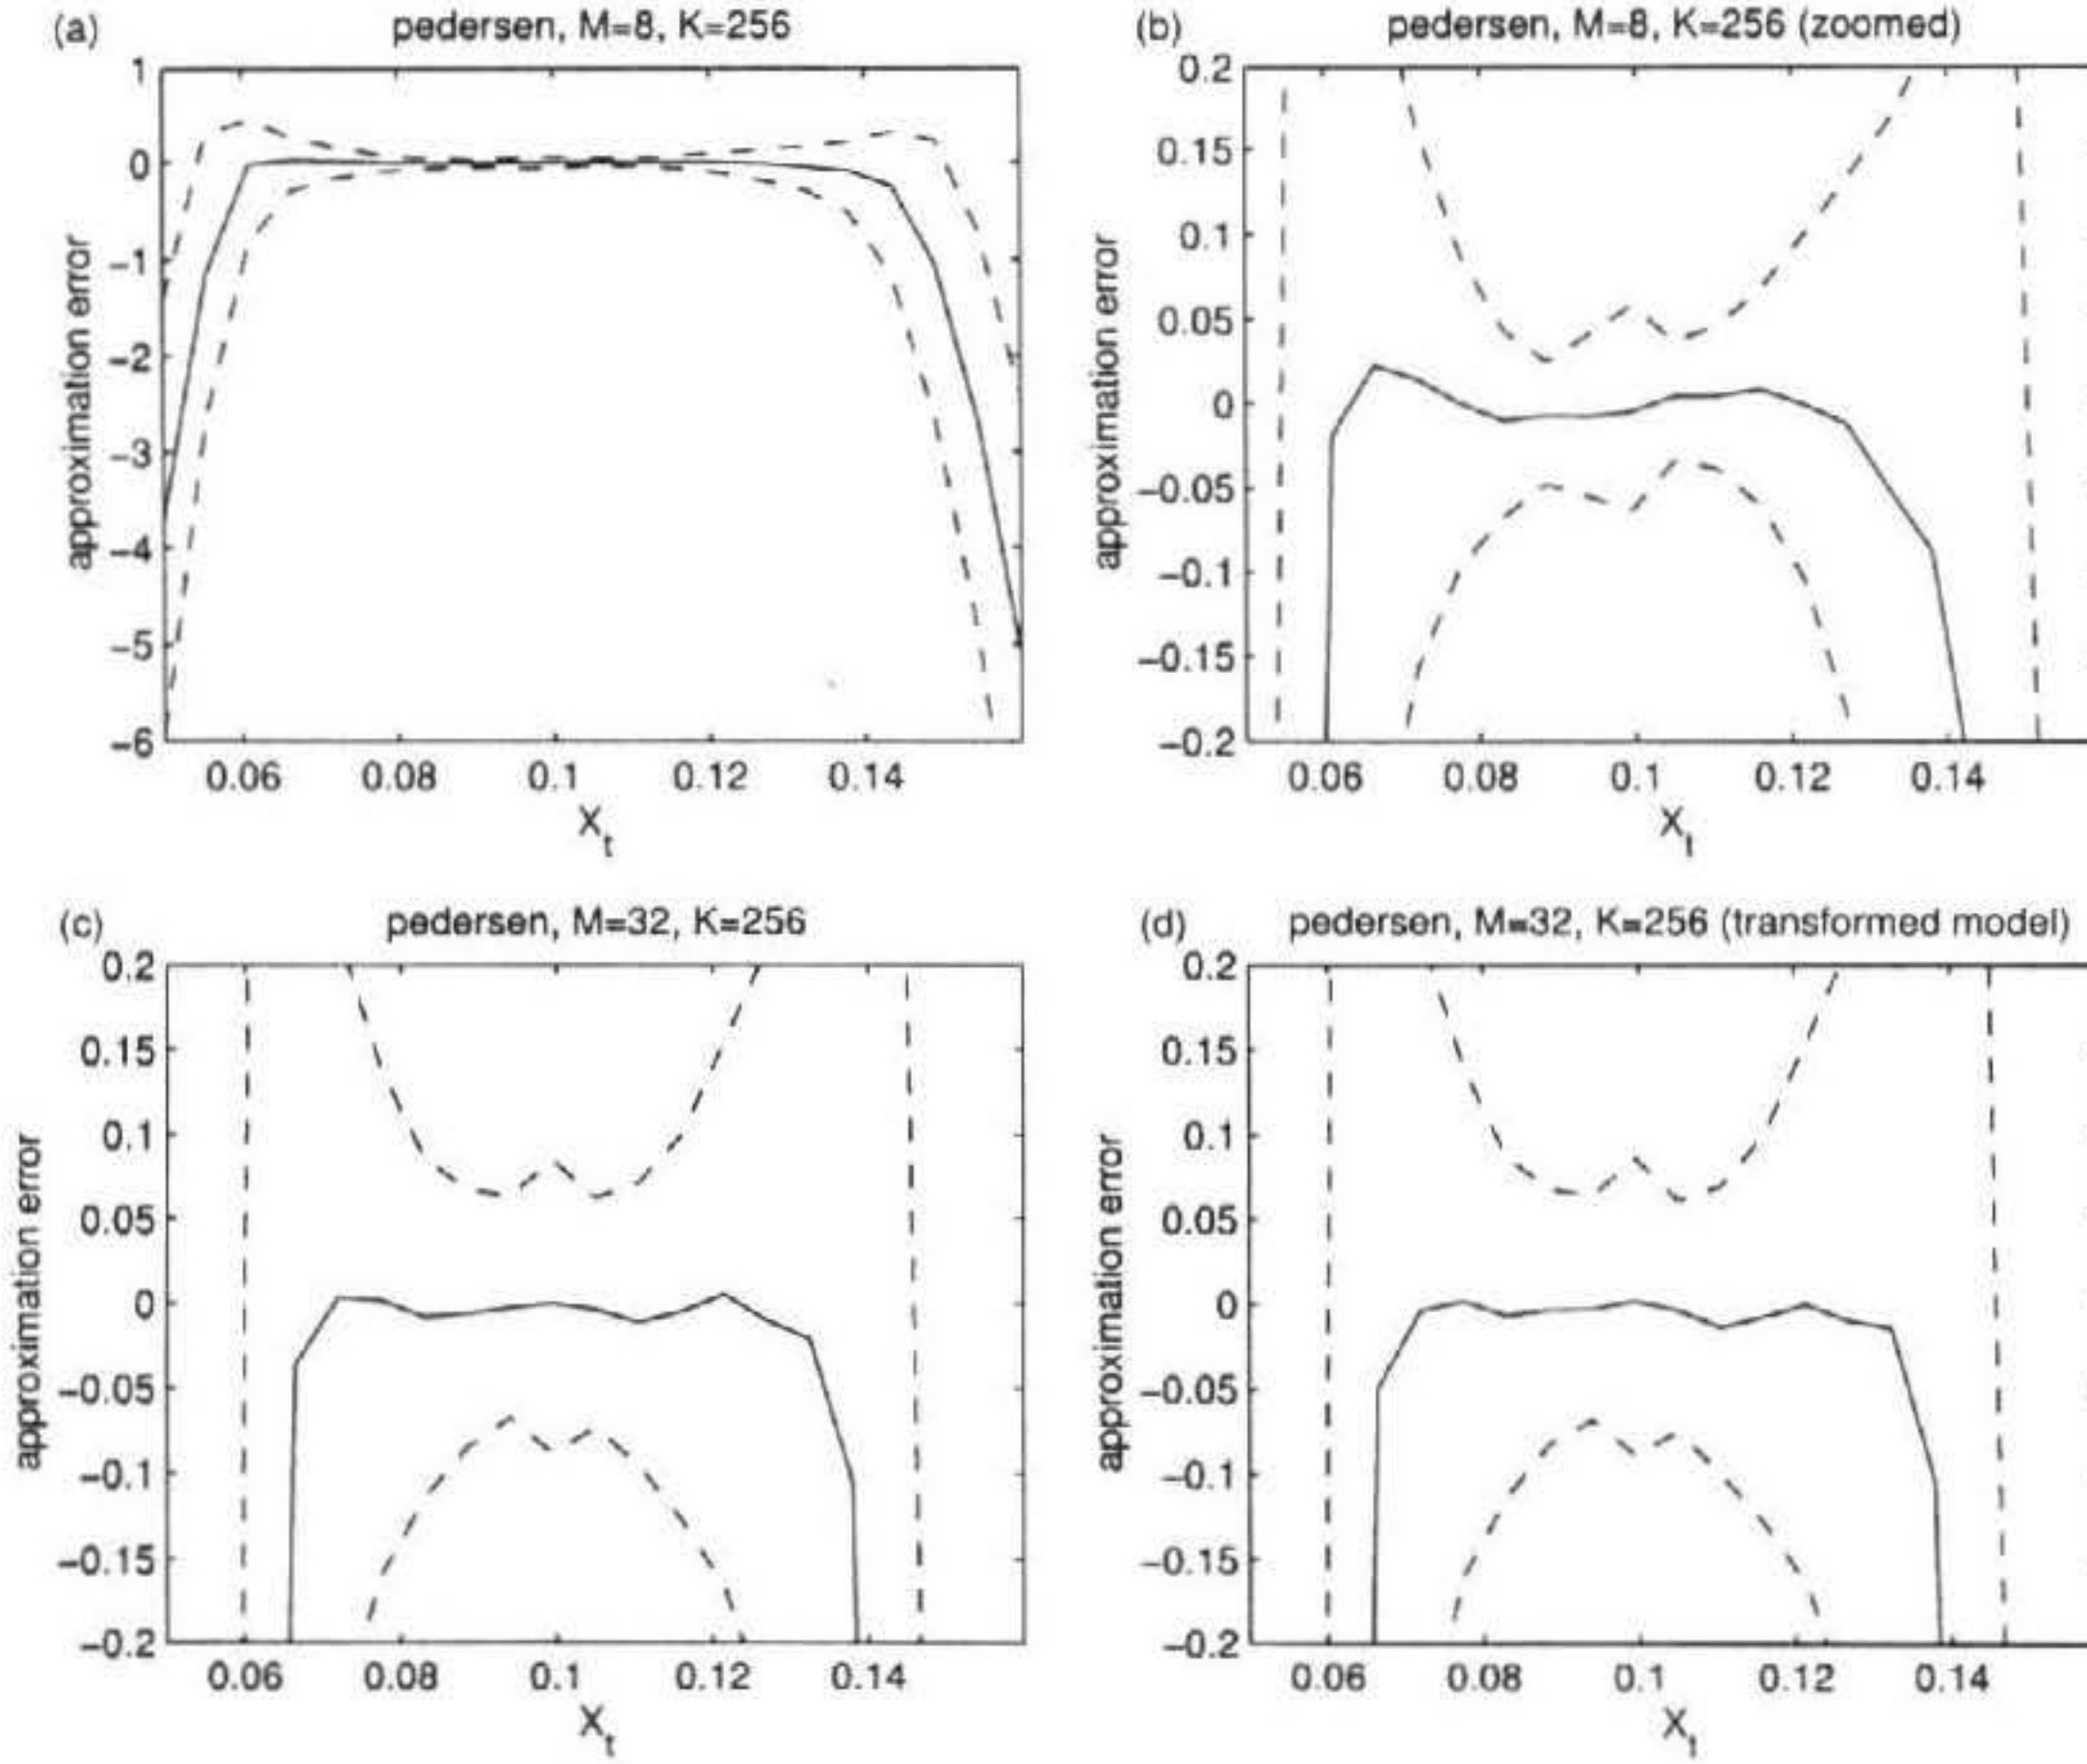 (a) pedersen, M=8, K=256
1
0
−1
−2
−3
−4
−5
−6
approximation error
0.06 0.08 0.1 0.12 0.14
Xt
(b) pedersen, M=8, K=256 (zoomed)
0.2
0.15
0.1
0.05
0
−0.05
−0.1
−0.15
−0.2
approximation error
0.06 0.08 0.1 0.12 0.14
Xt
(c) pedersen, M=32, K=256
0.2
0.15
0.1
0.05
0
−0.05
−0.1
−0.15
−0.2
approximation error
0.06 0.08 0.1 0.12 0.14
Xt
(d) pedersen, M=32, K=256 (transformed model)
0.2
0.15
0.1
0.05
0
−0.05
−0.1
−0.15
−0.2
approximation error
0.06 0.08 0.1 0.12 0.14
Xt